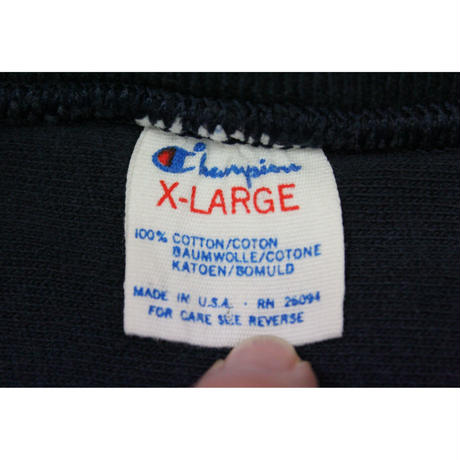 Champion
X-LARGE
100% COTTON/COTON
BAUMWOLLE/COTONE
KATOEN/BOMULD
MADE IN U.S.A. · RN 26094
FOR CARE SEE REVERSE